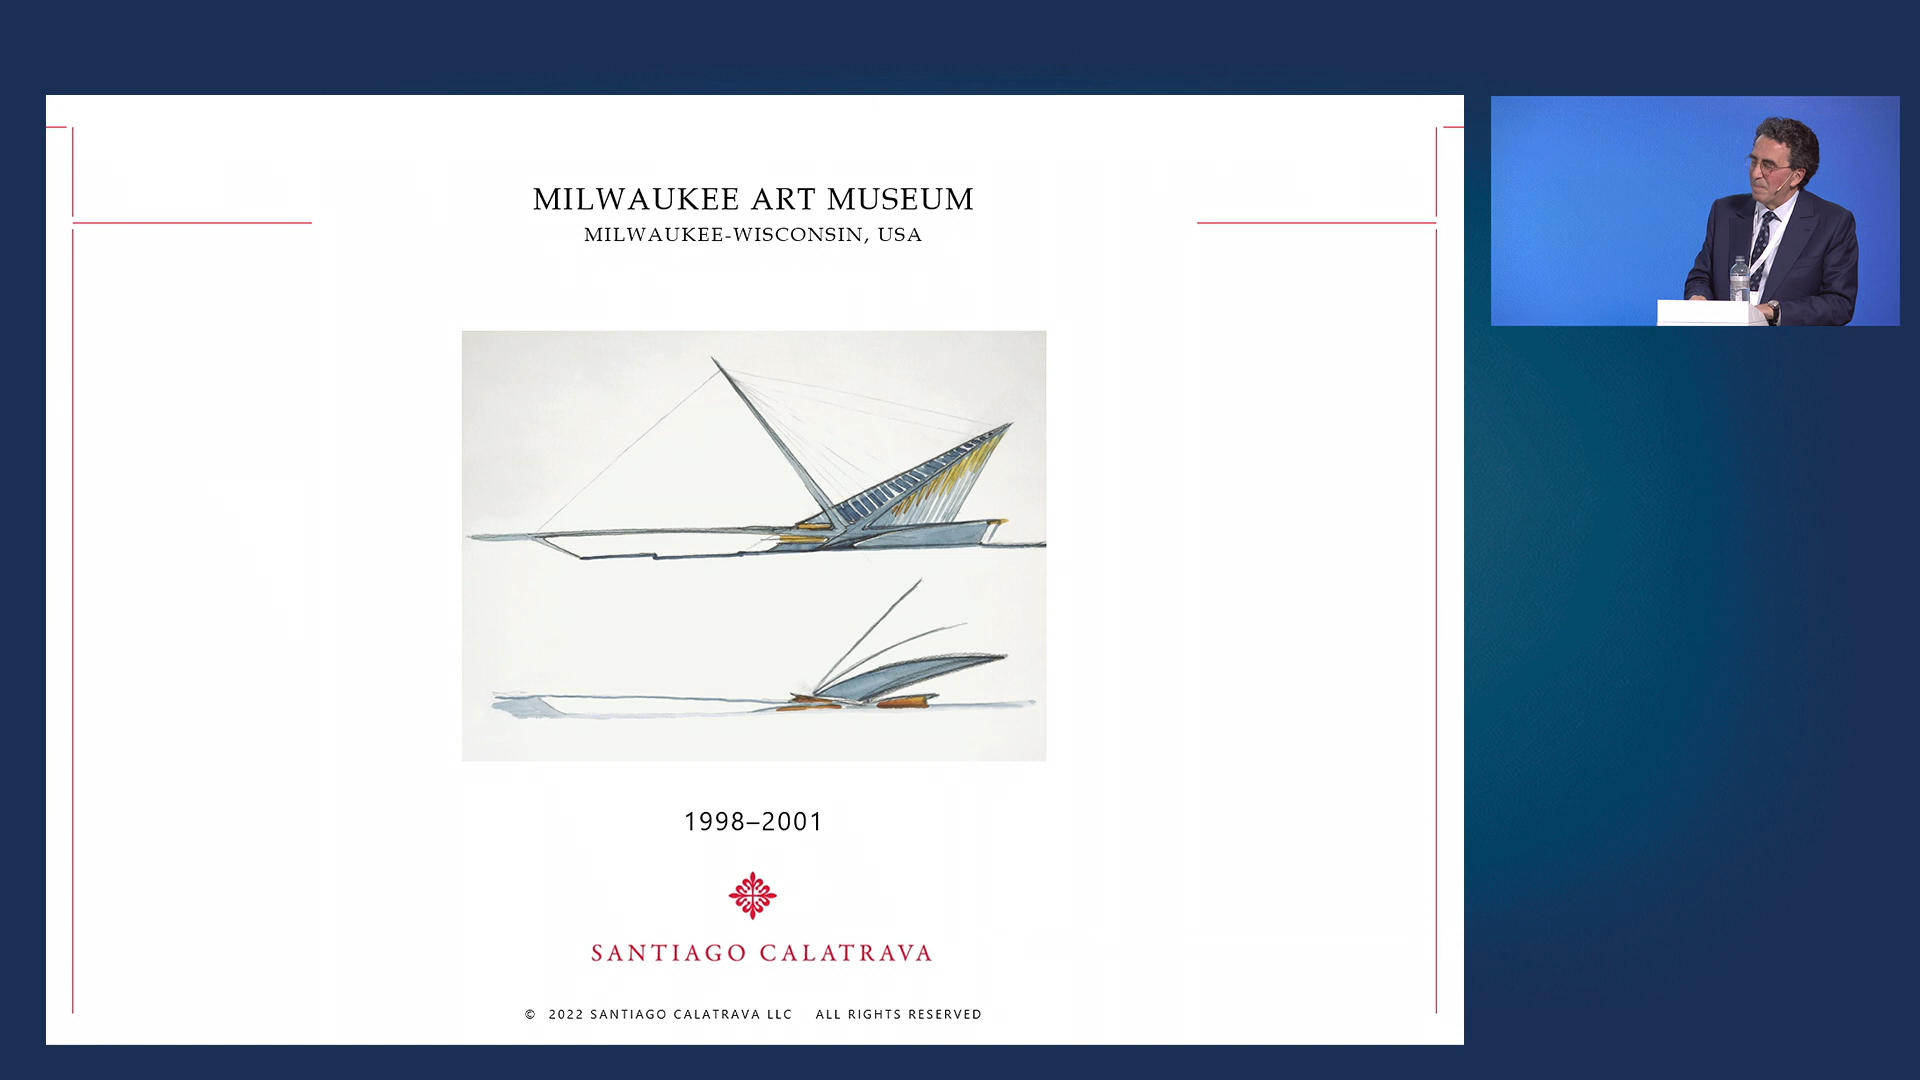 MILWAUKEE ART MUSEUM
MILWAUKEE-WISCONSIN, USA
1998–2001
SANTIAGO CALATRAVA
© 2022 SANTIAGO CALATRAVA LLC ALL RIGHTS RESERVED